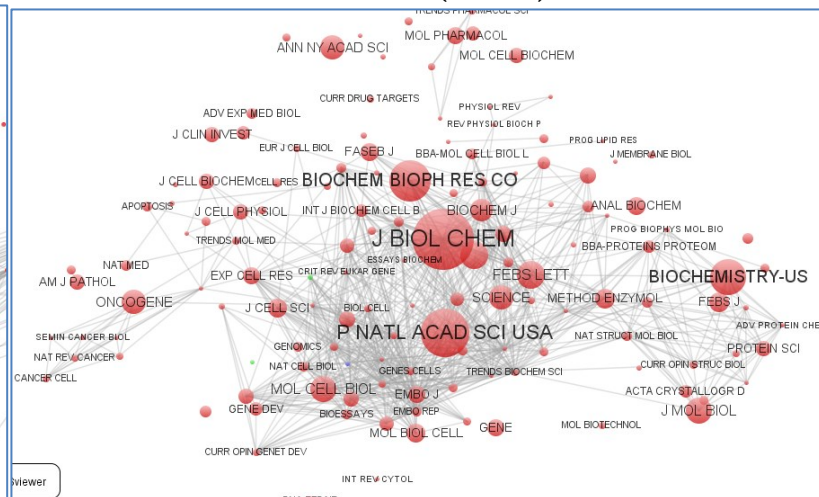 TRENDS PHARMACOL SCI
MOL PHARMACOL
ANN NY ACAD SCI
MOL CELL BIOCHEM
CURR DRUG TARGETS
PHYSIOL REV
ADV EXP MED BIOL
REV PHYSIOL BIOCH P
J CLIN INVEST
PROG LIPID RES
EUR J CELL BIOL
FASEB J
BBA-MOL CELL BIOL L
J MEMBRANE BIOL
J CELL BIOCHEM
CELL RES
BIOCHEM BIOPH RES CO
APOPTOSIS
J CELL PHYSIOL
INT J BIOCHEM CELL B
BIOCHEM J
ANAL BIOCHEM
PROG BIOPHYS MOL BIO
TRENDS MOL MED
J BIOL CHEM
BBA-PROTEINS PROTEOM
ESSAYS BIOCHEM
NAT MED
CRIT REV EUKAR GENE
AM J PATHOL
EXP CELL RES
FEBS LETT
BIOCHEMISTRY-US
ONCOGENE
J CELL SCI
BIOL CELL
SCIENCE
METHOD ENZYMOL
FEBS J
SEMIN CANCER BIOL
P NATL ACAD SCI USA
NAT STRUCT MOL BIOL
ADV PROTEIN CHE
GENOMICS
PROTEIN SCI
NAT REV CANCER
NAT CELL BIOL
GENES CELLS
TRENDS BIOCHEM SCI
CURR OPIN STRUC BIOL
CANCER CELL
MOL CELL BIOL
EMBO J
ACTA CRYSTALLOGR D
GENE DEV
BIOESSAYS
EMBO REP
J MOL BIOL
MOL BIOL CELL
GENE
MOL BIOTECHNOL
CURR OPIN GENET DEV
INT REV CYTOL
viewer